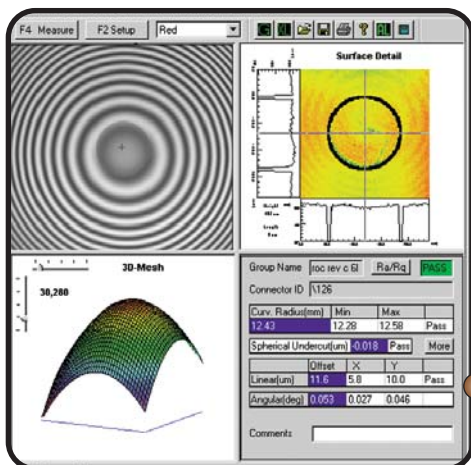 F4 Measure F2 Setup Red
Surface Detail
3D-Mesh
30,280
Group Name roc rev c 6l Ra/Rq PASS
Connector ID \126
Curv. Radius(mm) Min Max
12.43 12.28 12.58 Pass
Spherical Undercut(um) -0.018 Pass More
Offset X Y
Linear(um) 11.6 5.8 10.0 Pass
Angular(deg) 0.053 0.027 0.046
Comments